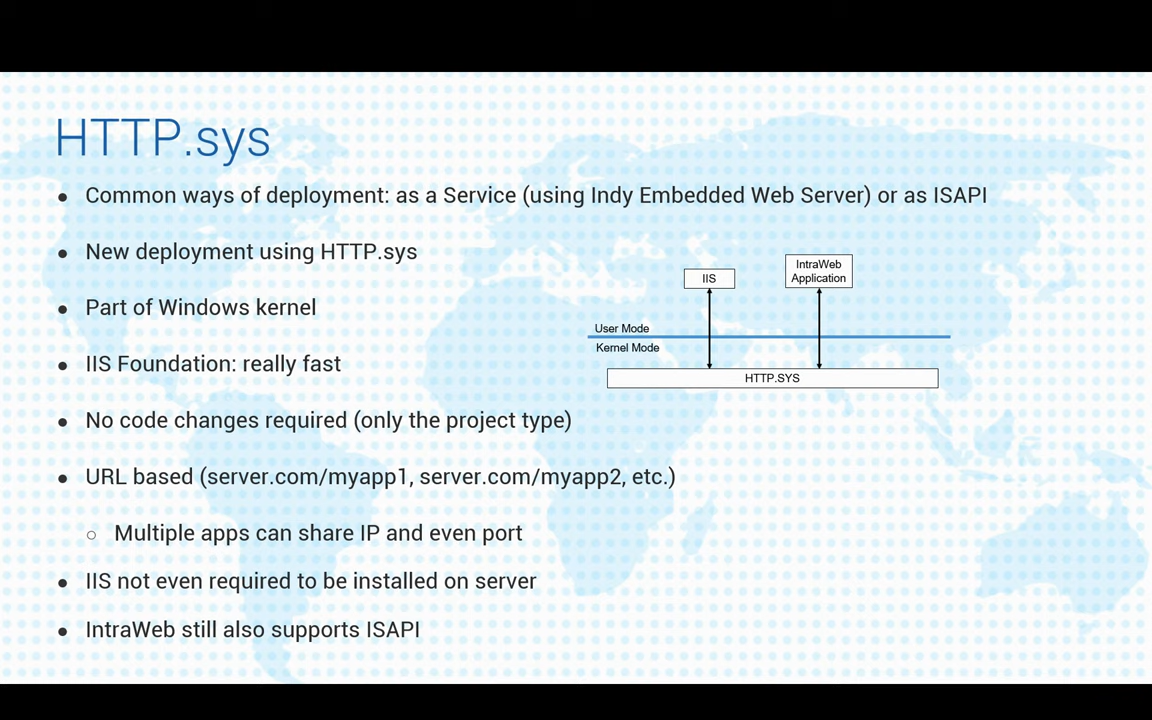 HTTP.sys
● Common ways of deployment: as a Service (using Indy Embedded Web Server) or as ISAPI
● New deployment using HTTP.sys
● Part of Windows kernel
● IIS Foundation: really fast
● No code changes required (only the project type)
● URL based (server.com/myapp1, server.com/myapp2, etc.)
○ Multiple apps can share IP and even port
● IIS not even required to be installed on server
● IntraWeb still also supports ISAPI
IIS
IntraWeb
Application
User Mode
Kernel Mode
HTTP.SYS